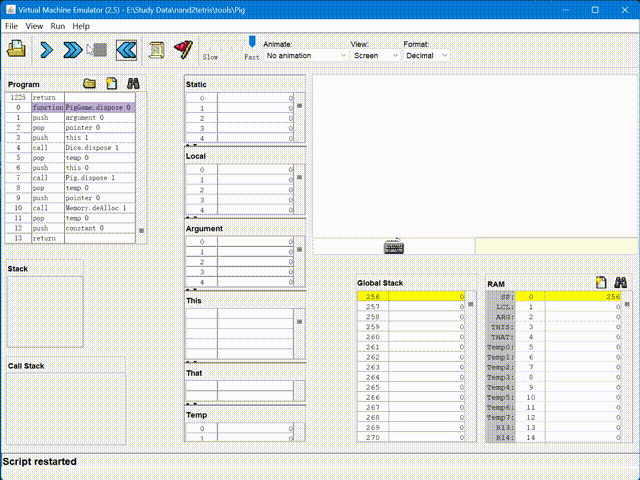 Virtual Machine Emulator (2.5) - E:\Study Data\nand2tetris\tools\Pig
File View Run Help
Slow Fast
Animate:
No animation
View:
Screen
Format:
Decimal
Program
1225 return
0 function PigGame.dispose 0
1 push argument 0
2 pop pointer 0
3 push this 1
4 call Dice.dispose 1
5 pop temp 0
6 push this 0
7 call Pig.dispose 1
8 pop temp 0
9 push pointer 0
10 call Memory.deAlloc 1
11 pop temp 0
12 push constant 0
13 return
Stack
Call Stack
Static
0 0
1 0
2 0
3 0
4 0
Local
0 0
1 0
2 0
3 0
4 0
Argument
0 0
1 0
2 0
3 0
4 0
This
That
Temp
0 0
1 0
Global Stack
256 0
257 0
258 0
259 0
260 0
261 0
262 0
263 0
264 0
265 0
266 0
267 0
268 0
269 0
270 0
RAM
SP: 0 256
LCL: 1 0
ARG: 2 0
THIS: 3 0
THAT: 4 0
Temp0: 5 0
Temp1: 6 0
Temp2: 7 0
Temp3: 8 0
Temp4: 9 0
Temp5: 10 0
Temp6: 11 0
Temp7: 12 0
R13: 13 0
R14: 14 0
Script restarted